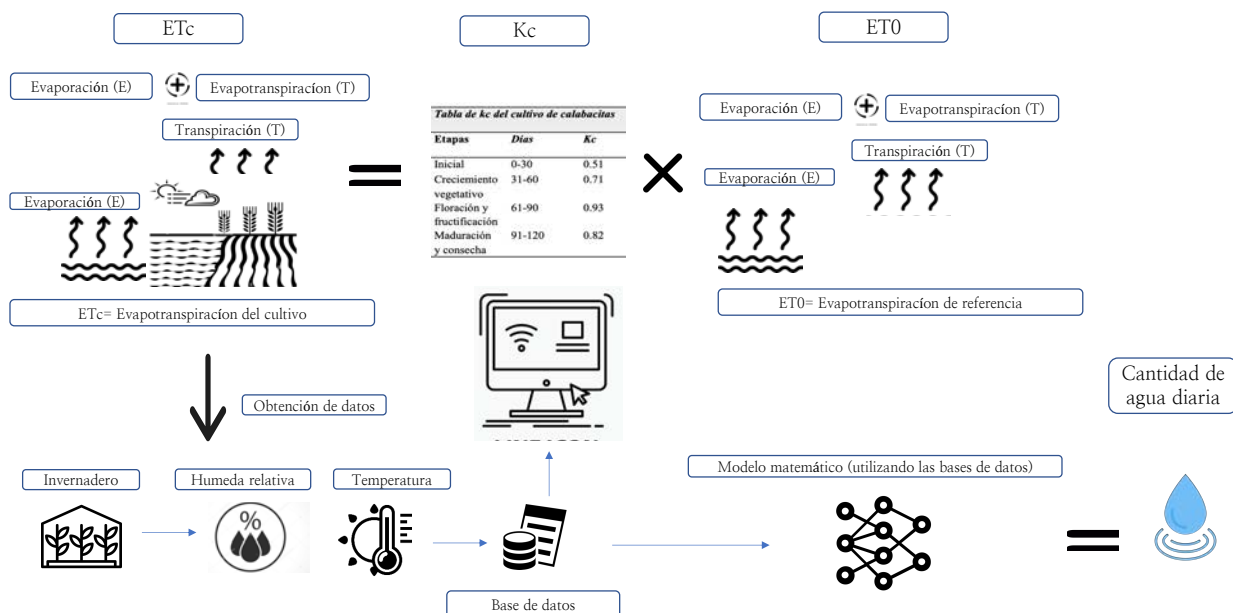 ETc
Kc
ET0
Evaporación (E)
Evapotranspiracíon (T)
Transpiración (T)
Evaporación (E)
ETc= Evapotranspiracíon del cultivo
Tabla de kc del cultivo de calabacitas
Etapas Días Kc
Inicial 0-30 0.51
Creciemiento 31-60 0.71
vegetativo
Floración y 61-90 0.93
fructificación
Maduración 91-120 0.82
y consecha
Evaporación (E)
Evapotranspiracíon (T)
Transpiración (T)
Evaporación (E)
ET0= Evapotranspiracíon de referencia
Obtención de datos
Cantidad de
agua diaria
Invernadero
Humeda relativa
Temperatura
Modelo matemático (utilizando las bases de datos)
%
Base de datos